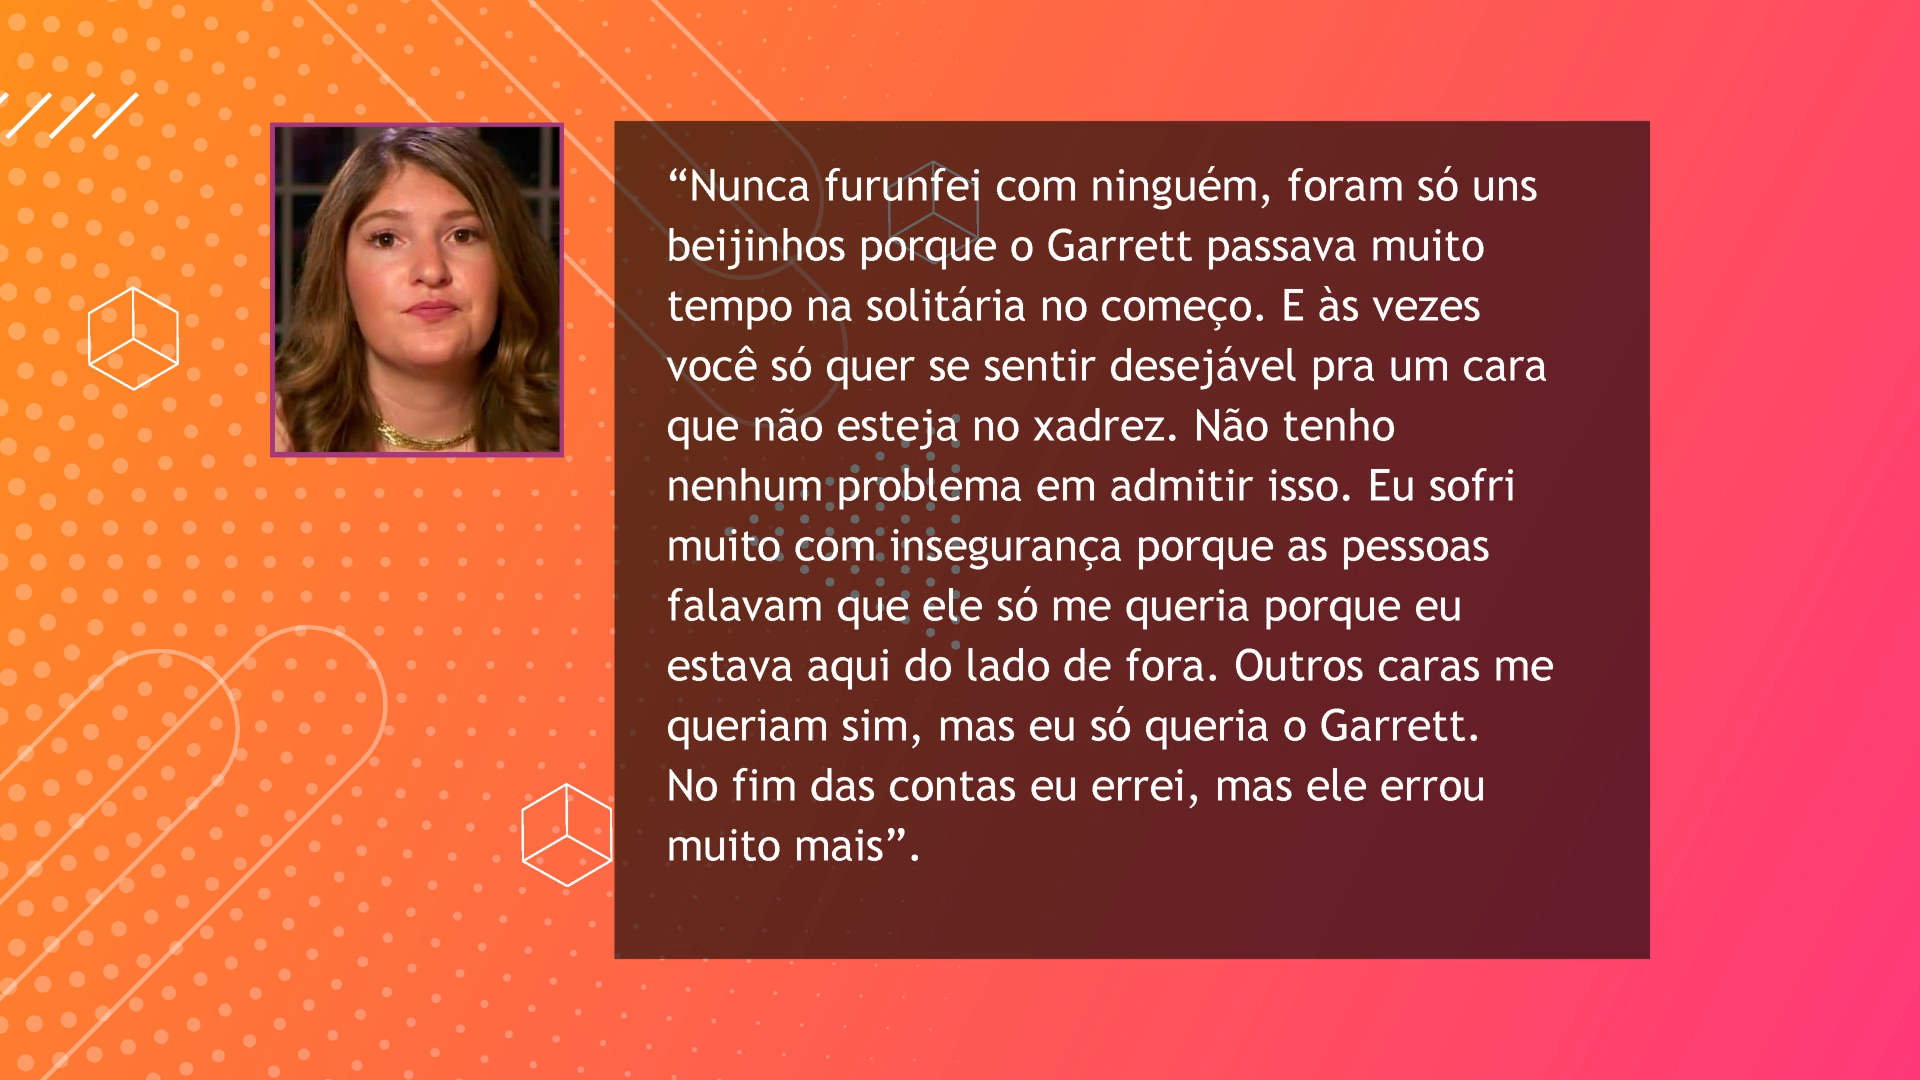 “Nunca furunfei com ninguém, foram só uns
beijinhos porque o Garrett passava muito
tempo na solitária no começo. E às vezes
você só quer se sentir desejável pra um cara
que não esteja no xadrez. Não tenho
nenhum problema em admitir isso. Eu sofri
muito com insegurança porque as pessoas
falavam que ele só me queria porque eu
estava aqui do lado de fora. Outros caras me
queriam sim, mas eu só queria o Garrett.
No fim das contas eu errei, mas ele errou
muito mais”.